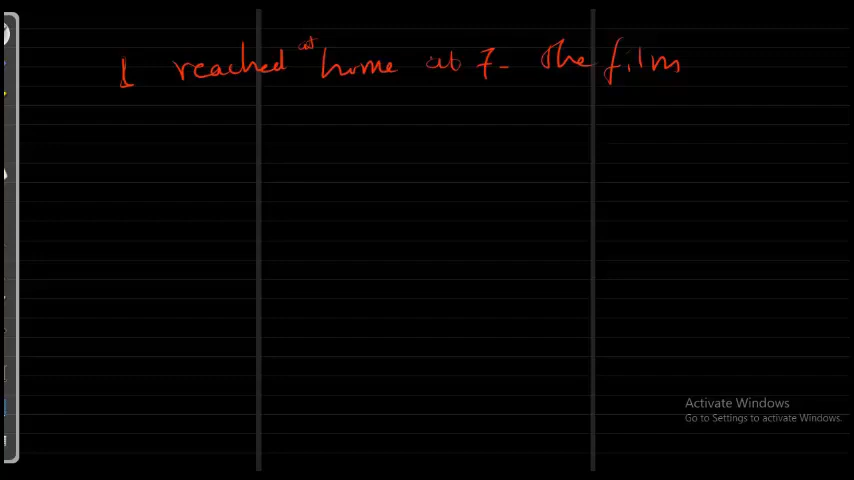 I reached at home at 7- The film
Activate Windows
Go to Settings to activate Windows.